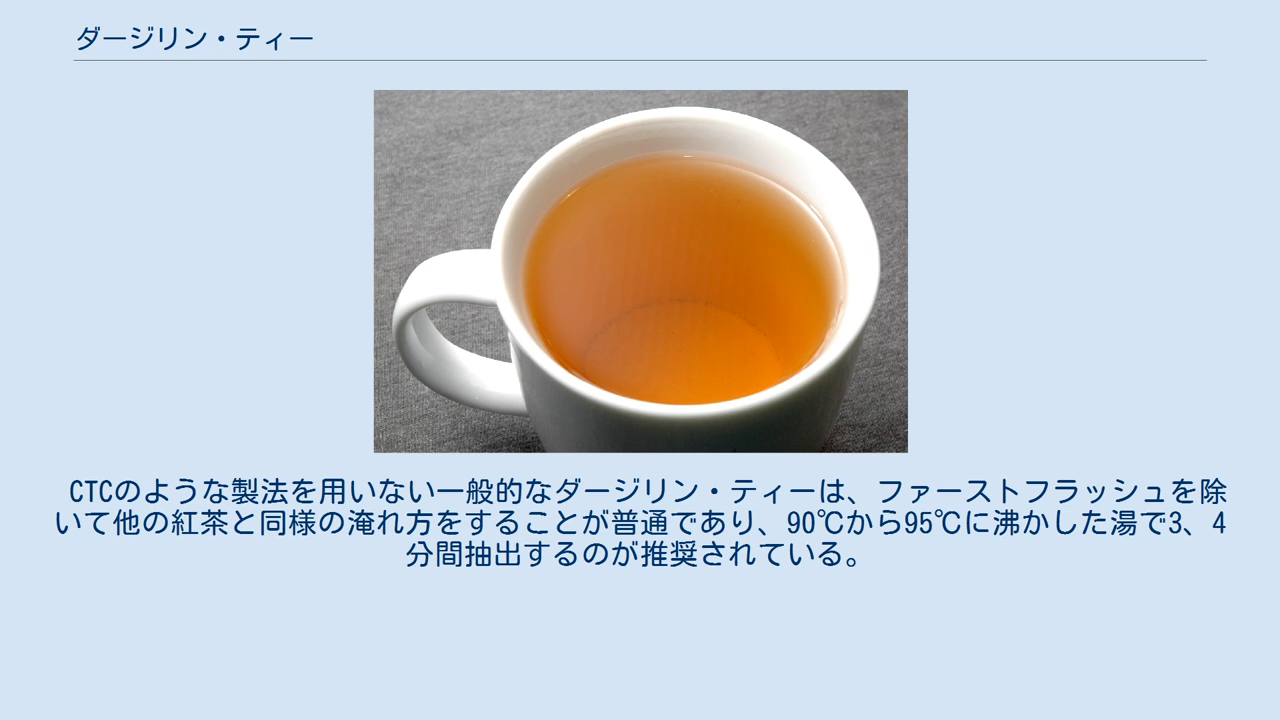 ダージリン・ティー
CTCのような製法を用いない一般的なダージリン・ティーは、ファーストフラッシュを除
いて他の紅茶と同様の淹れ方をすることが普通であり、90℃から95℃に沸かした湯で3、4
分間抽出するのが推奨されている。